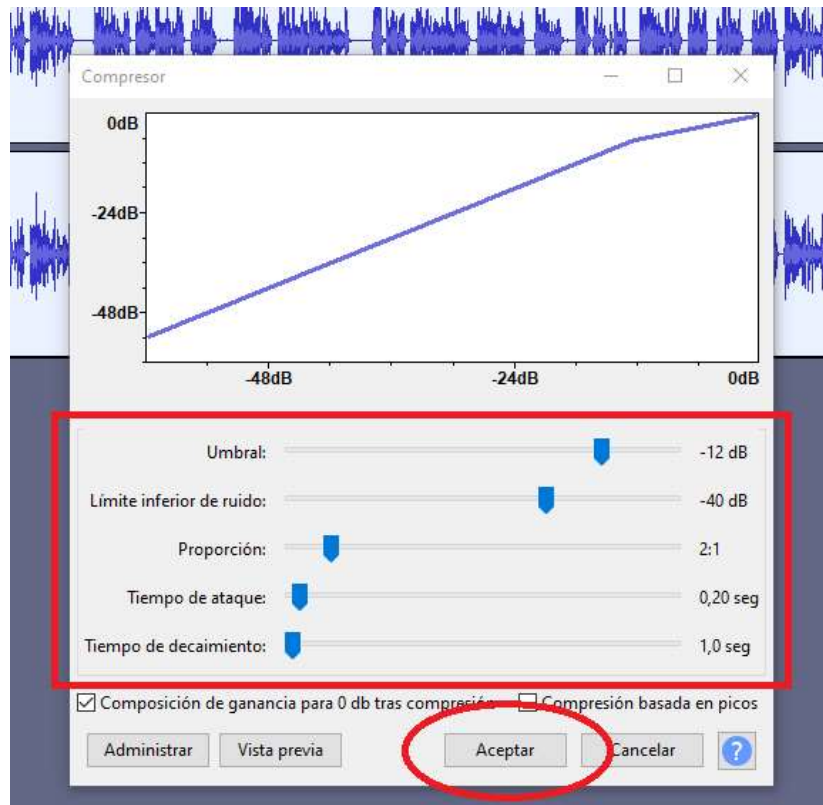 Compresor
0dB
-24dB
-48dB
-48dB -24dB 0dB
Umbral: -12 dB
Límite inferior de ruido: -40 dB
Proporción: 2:1
Tiempo de ataque: 0,20 seg
Tiempo de decaimiento: 1,0 seg
Composición de ganancia para 0 db tras compresión Compresión basada en picos
Administrar Vista previa Aceptar Cancelar ?